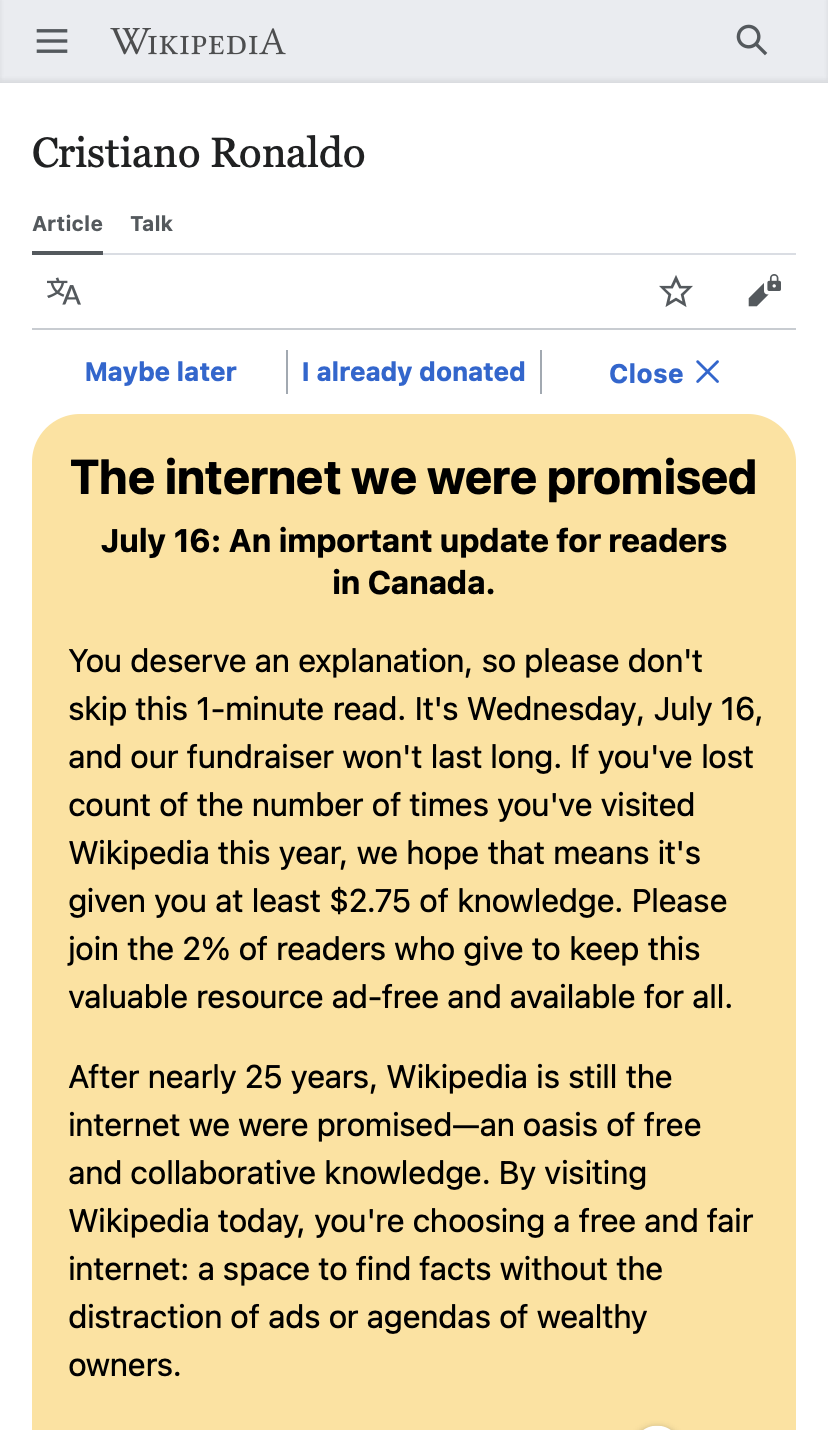 WIKIPEDIA
Cristiano Ronaldo
Article Talk
文A
Maybe later I already donated Close
The internet we were promised
July 16: An important update for readers
in Canada.
You deserve an explanation, so please don't
skip this 1-minute read. It's Wednesday, July 16,
and our fundraiser won't last long. If you've lost
count of the number of times you've visited
Wikipedia this year, we hope that means it's
given you at least $2.75 of knowledge. Please
join the 2% of readers who give to keep this
valuable resource ad-free and available for all.
After nearly 25 years, Wikipedia is still the
internet we were promised—an oasis of free
and collaborative knowledge. By visiting
Wikipedia today, you're choosing a free and fair
internet: a space to find facts without the
distraction of ads or agendas of wealthy
owners.